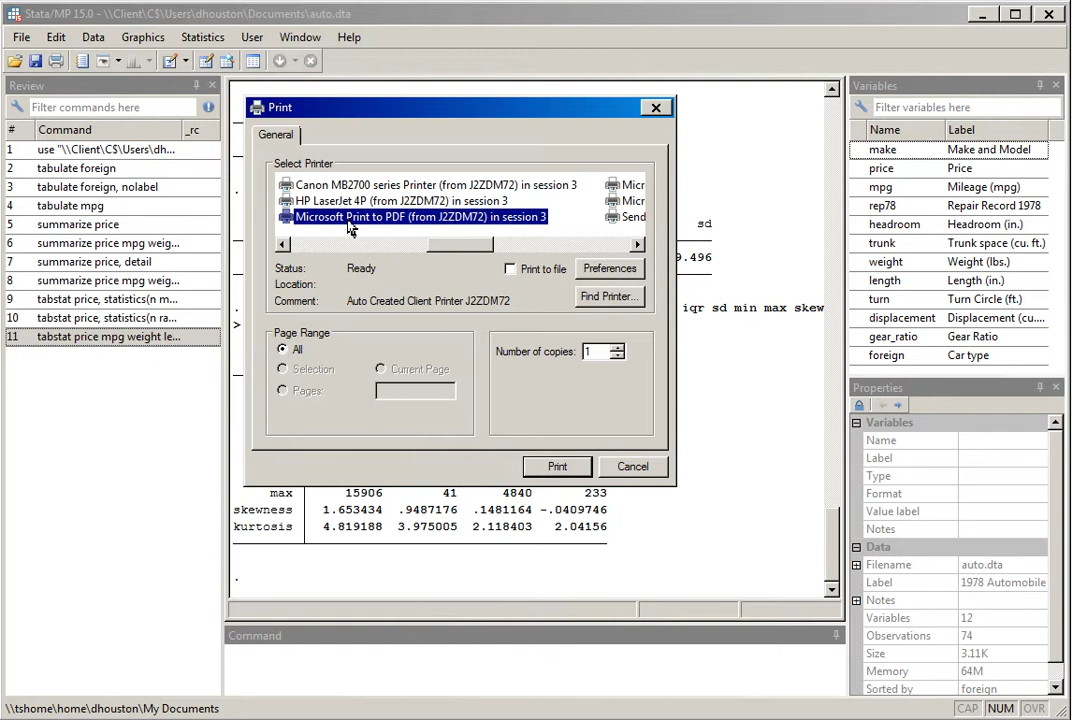 Stata/MP 15.0 - \\Client\C$\Users\dhouston\Documents\auto.dta
File Edit Data Graphics Statistics User Window Help
Review
Filter commands here
# Command _rc
1 use "\\Client\C$\Users\dh...
2 tabulate foreign
3 tabulate foreign, nolabel
4 tabulate mpg
5 summarize price
6 summarize price mpg weig...
7 summarize price, detail
8 summarize price mpg weig...
9 tabstat price, statistics(n m...
10 tabstat price, statistics(n ra...
11 tabstat price mpg weight le...
Print
General
Select Printer
Canon MB2700 series Printer (from J2ZDM72) in session 3
HP LaserJet 4P (from J2ZDM72) in session 3
Microsoft Print to PDF (from J2ZDM72) in session 3
Micr
Micr
Send
Status: Ready
Location:
Comment: Auto Created Client Printer J2ZDM72
Print to file
Preferences
Find Printer...
Page Range
All
Selection
Current Page
Pages:
Number of copies: 1
Print
Cancel
.
sd
9.496
.
iqr sd min max skew
>
max 15906 41 4840 233
skewness 1.653434 .9487176 .1481164 -.0409746
kurtosis 4.819188 3.975005 2.118403 2.04156
.
Command
Variables
Filter variables here
Name Label
make Make and Model
price Price
mpg Mileage (mpg)
rep78 Repair Record 1978
headroom Headroom (in.)
trunk Trunk space (cu. ft.)
weight Weight (lbs.)
length Length (in.)
turn Turn Circle (ft.)
displacement Displacement (cu....
gear_ratio Gear Ratio
foreign Car type
Properties
Variables
Name
Label
Type
Format
Value label
Notes
Data
Filename auto.dta
Label 1978 Automobile
Notes
Variables 12
Observations 74
Size 3.11K
Memory 64M
Sorted by foreign
\\tshome\home\dhouston\My Documents
CAP NUM OVR